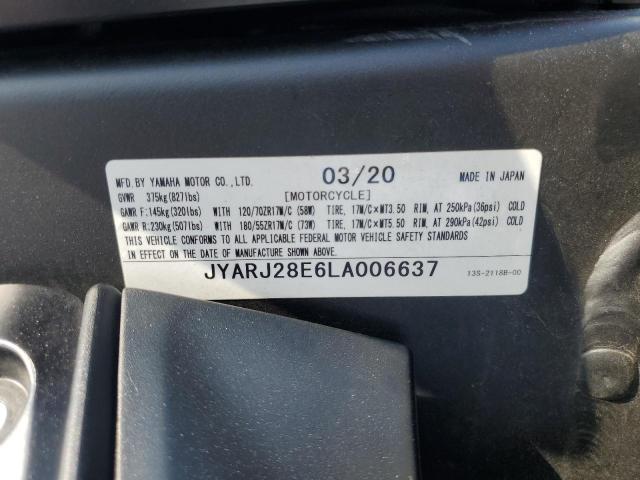 MFD.BY YAMAHA MOTOR CO.,LTD. 03/20 MADE IN JAPAN
GVWR 375kg(827lbs) [MOTORCYCLE]
GAWR F:145kg(320lbs) WITH 120/70ZR17M/C (58W) TIRE, 17M/C×MT3.50 RIM, AT 250kPa(36psi) COLD
GAWR R:230kg(507lbs) WITH 180/55ZR17M/C (73W) TIRE, 17M/C×MT5.50 RIM, AT 290kPa(42psi) COLD
THIS VEHICLE CONFORMS TO ALL APPLICABLE FEDERAL MOTOR VEHICLE SAFETY STANDARDS
IN EFFECT ON THE DATE OF MANUFACTURE SHOWN ABOVE.
JYARJ28E6LA006637 13S-2118B-00